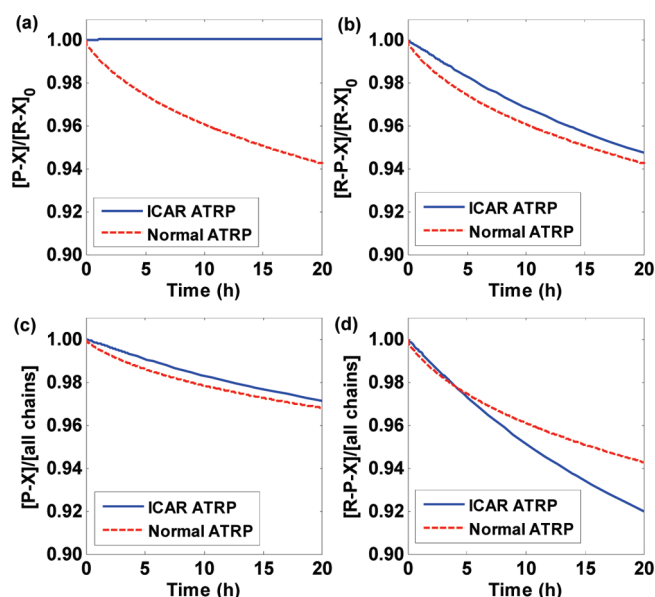 (a)
[P-X]/[R-X]0
1.00
0.98
0.96
0.94
0.92
0.90
ICAR ATRP
Normal ATRP
0 5 10 15 20
Time (h)
(b)
[R-P-X]/[R-X]0
1.00
0.98
0.96
0.94
0.92
0.90
ICAR ATRP
Normal ATRP
0 5 10 15 20
Time (h)
(c)
[P-X]/[all chains]
1.00
0.98
0.96
0.94
0.92
0.90
ICAR ATRP
Normal ATRP
0 5 10 15 20
Time (h)
(d)
[R-P-X]/[all chains]
1.00
0.98
0.96
0.94
0.92
0.90
ICAR ATRP
Normal ATRP
0 5 10 15 20
Time (h)